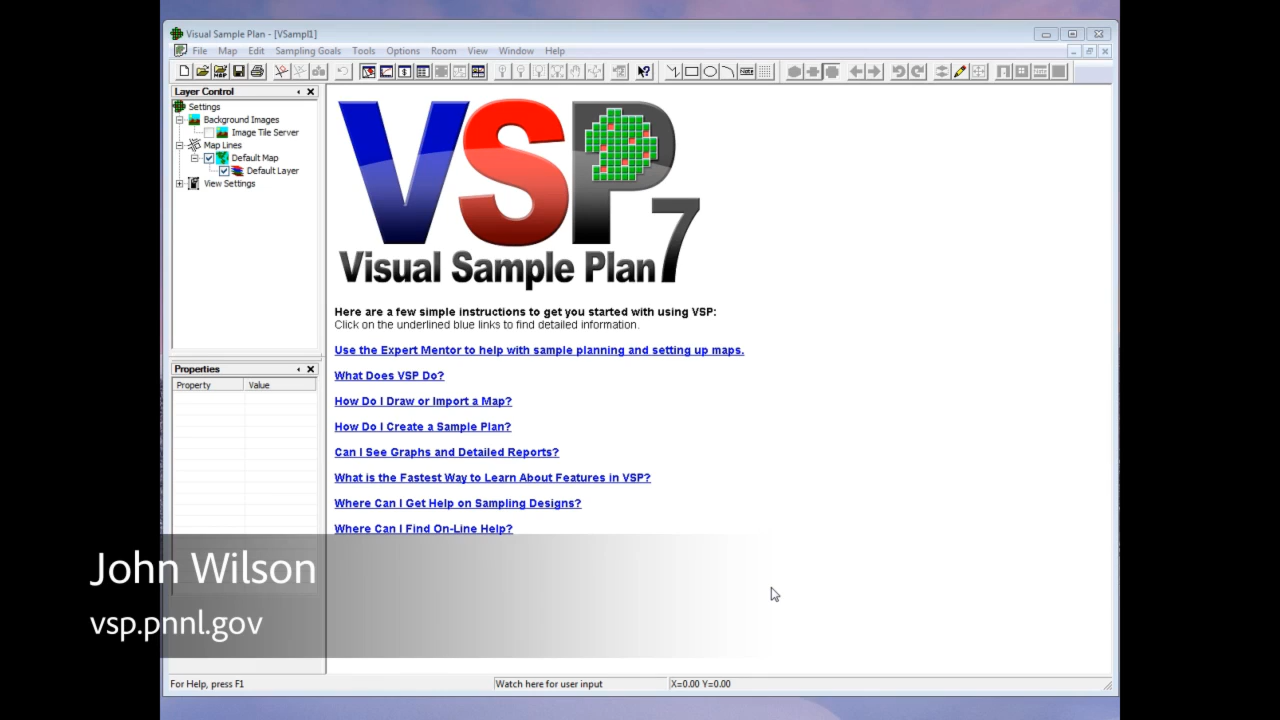 Visual Sample Plan - [VSampl1]
File Map Edit Sampling Goals Tools Options Room View Window Help
Layer Control
Settings
Background Images
Image Tile Server
Map Lines
Default Map
Default Layer
View Settings
VSP
Visual Sample Plan 7
Here are a few simple instructions to get you started with using VSP:
Click on the underlined blue links to find detailed information.
Use the Expert Mentor to help with sample planning and setting up maps.
What Does VSP Do?
How Do I Draw or Import a Map?
How Do I Create a Sample Plan?
Can I See Graphs and Detailed Reports?
What is the Fastest Way to Learn About Features in VSP?
Where Can I Get Help on Sampling Designs?
Where Can I Find On-Line Help?
Properties
Property Value
John Wilson
vsp.pnnl.gov
For Help, press F1
Watch here for user input
X=0.00 Y=0.00